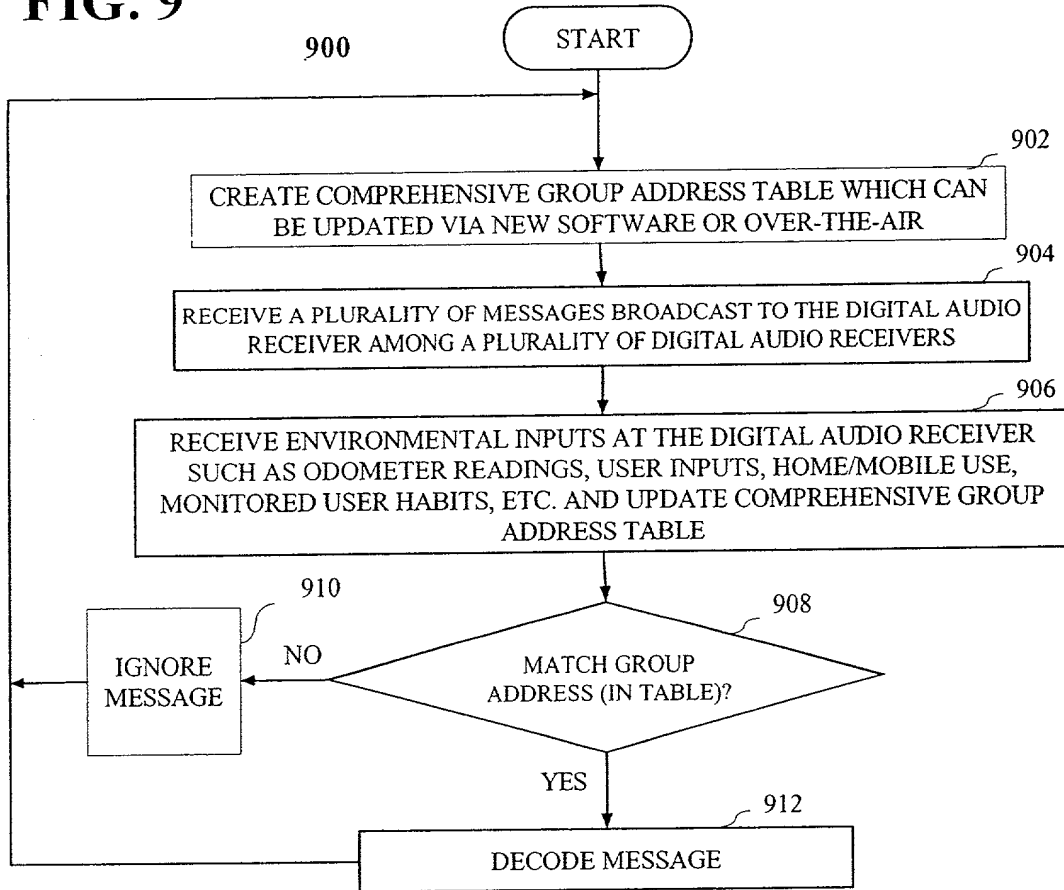 FIG. 9
900
START
902
CREATE COMPREHENSIVE GROUP ADDRESS TABLE WHICH CAN
BE UPDATED VIA NEW SOFTWARE OR OVER-THE-AIR
904
RECEIVE A PLURALITY OF MESSAGES BROADCAST TO THE DIGITAL AUDIO
RECEIVER AMONG A PLURALITY OF DIGITAL AUDIO RECEIVERS
906
RECEIVE ENVIRONMENTAL INPUTS AT THE DIGITAL AUDIO RECEIVER
SUCH AS ODOMETER READINGS, USER INPUTS, HOME/MOBILE USE,
MONITORED USER HABITS, ETC. AND UPDATE COMPREHENSIVE GROUP
ADDRESS TABLE
908
MATCH GROUP
ADDRESS (IN TABLE)?
NO
910
IGNORE
MESSAGE
YES
912
DECODE MESSAGE